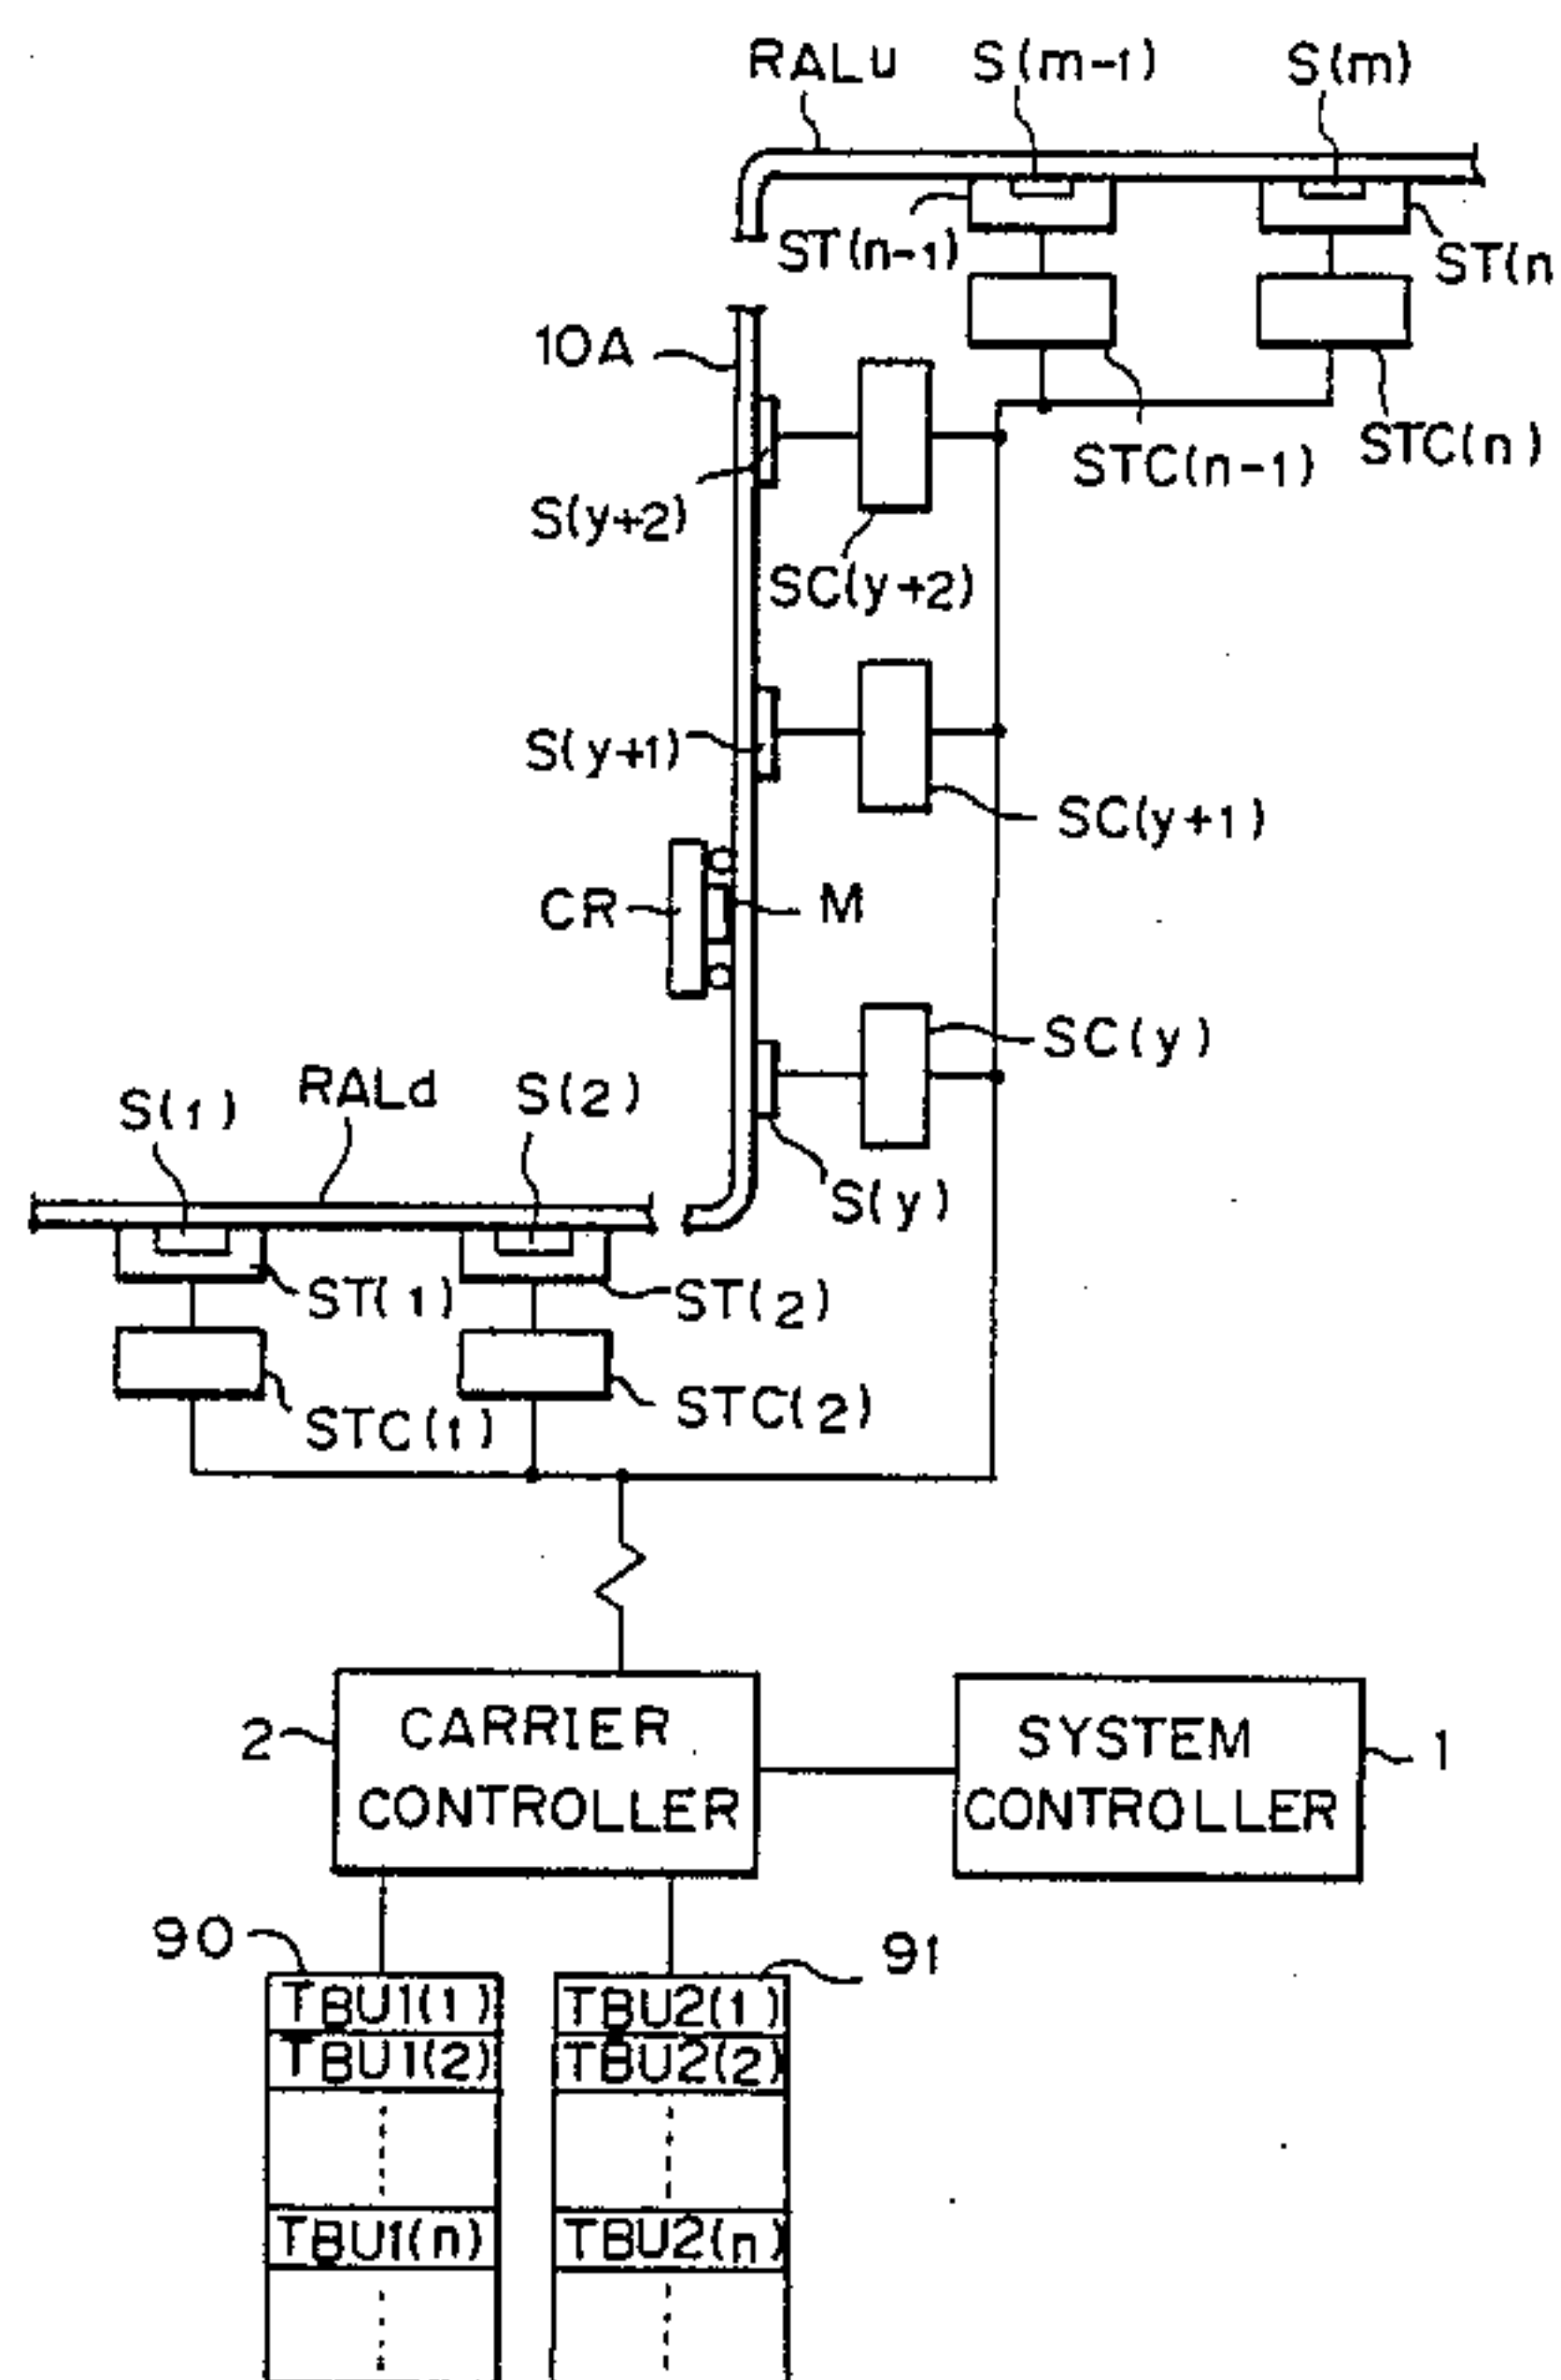 RALu
S(m-1)
S(m)
ST(n-1)
ST(n
10A
STC(n-1)
STC(n)
S(y+2)
SC(y+2)
S(y+1)
SC(y+1)
CR
M
SC(y)
S(1)
RALd
S(2)
S(y)
ST(1)
ST(2)
STC(1)
STC(2)
2
CARRIER
CONTROLLER
SYSTEM
CONTROLLER
1
90
91
TBU1(1)
TBU1(2)
TBU1(n)
TBU2(1)
TBU2(2)
TBU2(n)